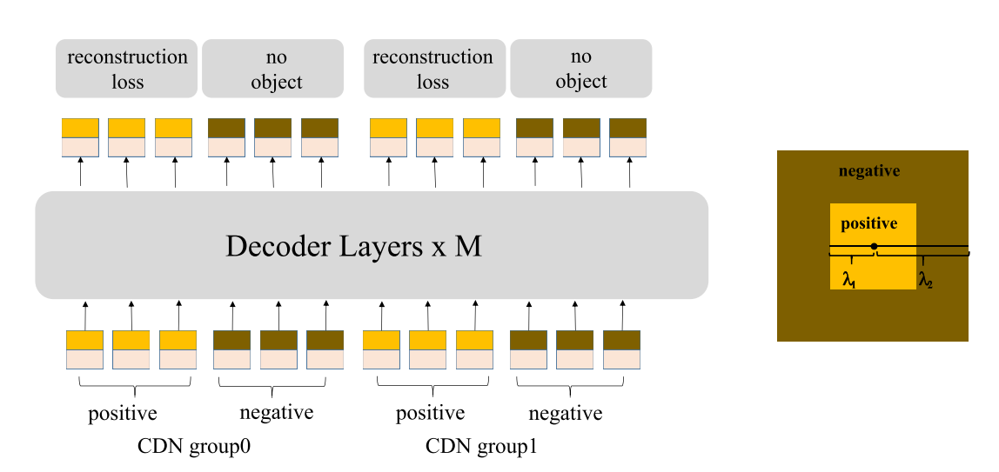 reconstruction
loss
no
object
reconstruction
loss
no
object
Decoder Layers x M
positive
negative
positive
negative
CDN group0
CDN group1
negative
positive
λ₁
λ₂